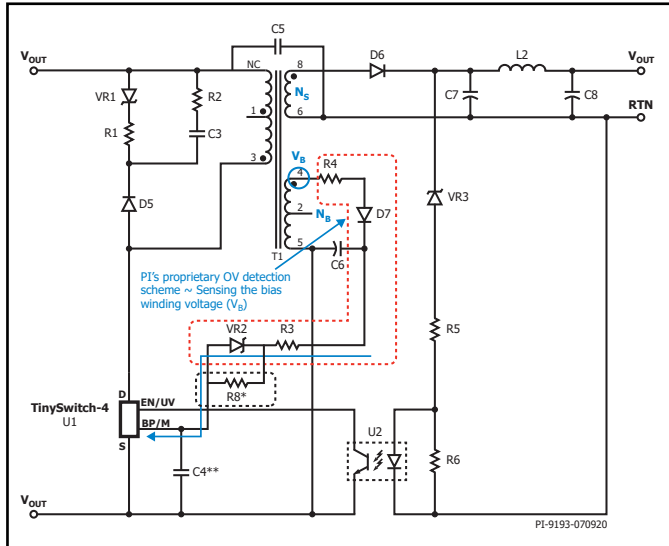 C5
D6
L2
VOUT
NC
8
VOUT
VR1
R2
NS
C7
C8
R1
1
6
RTN
C3
3
VB
4
R4
D5
2
NB
D7
VR3
5
C6
T1
PI's proprietary OV detection
scheme ~ Sensing the bias
winding voltage (VB)
VR2
R3
R5
R8*
D
EN/UV
TinySwitch-4
U1
BP/M
S
U2
R6
C4**
VOUT
PI-9193-070920